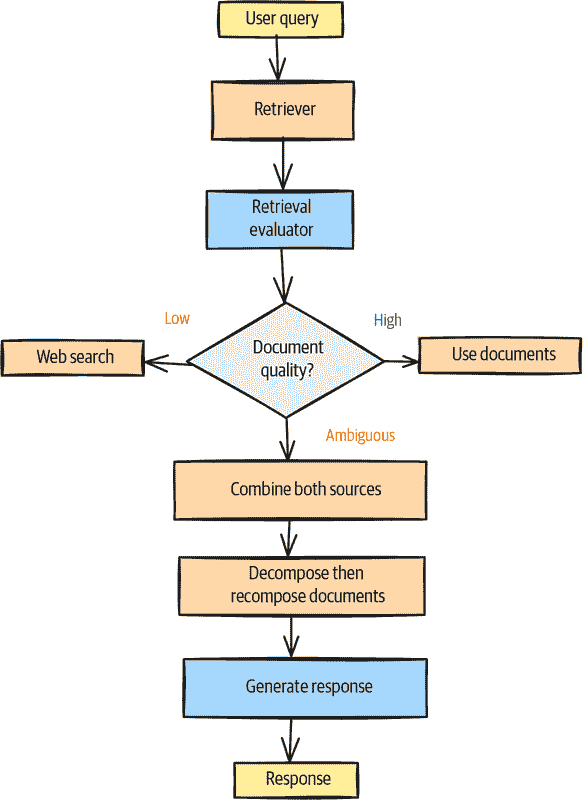 User query
Retriever
Retrieval
evaluator
Low
High
Web search
Document
quality?
Use documents
Ambiguous
Combine both sources
Decompose then
recompose documents
Generate response
Response